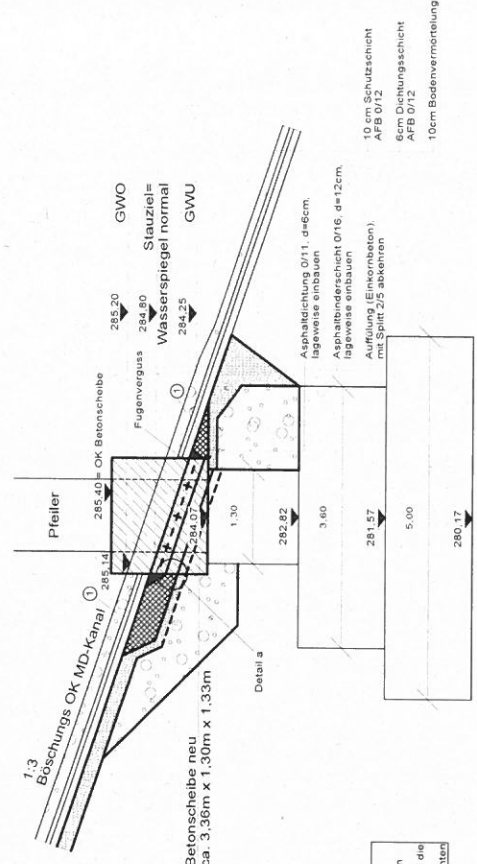 1:3
Böschungs OK MD-Kanal
Pfeiler
285,14
285,40 = OK Betonscheibe
Fugenverguss
1
1
285,20
GWO
284,80
Stauziel=
Wasserspiegel normal
284,25
GWU
284,07
1,30
282,82
3,60
281,57
5,00
280,17
Detail a
Betonscheibe neu
ca. 3,36m x 1,30m x 1,33m
Asphaltdichtung 0/11, d=6cm,
lageweise einbauen
Asphaltbinderschicht 0/16, d=12cm,
lageweise einbauen
Auffülung (Einkornbeton),
mit Splitt 2/5 abkehren
10 cm Schutzschicht
AFB 0/12
6cm Dichtungsschicht
AFB 0/12
10cm Bodenvermörtelung
die